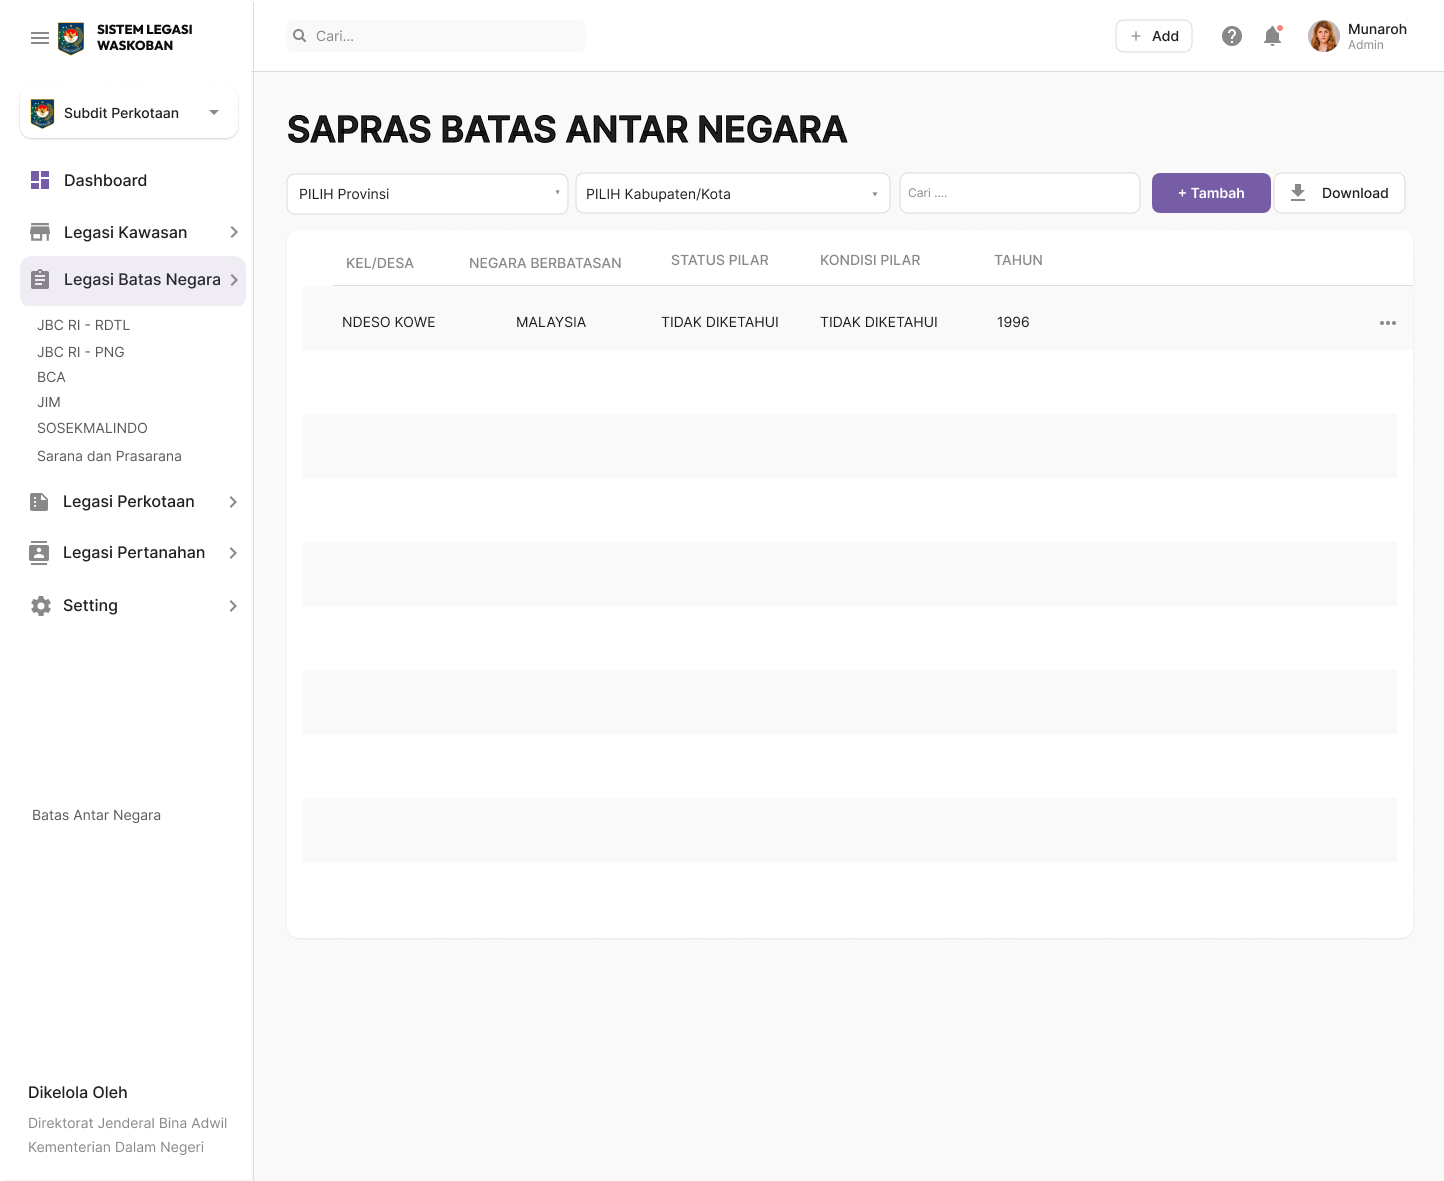 SISTEM LEGASI
WASKOBAN
Subdit Perkotaan
Dashboard
Legasi Kawasan
Legasi Batas Negara
JBC RI - RDTL
JBC RI - PNG
BCA
JIM
SOSEKMALINDO
Sarana dan Prasarana
Legasi Perkotaan
Legasi Pertanahan
Setting
Batas Antar Negara
Dikelola Oleh
Direktorat Jenderal Bina Adwil
Kementerian Dalam Negeri
Cari...
+ Add
Munaroh
Admin
SAPRAS BATAS ANTAR NEGARA
PILIH Provinsi
PILIH Kabupaten/Kota
Cari ....
+ Tambah
Download
KEL/DESA NEGARA BERBATASAN STATUS PILAR KONDISI PILAR TAHUN
NDESO KOWE MALAYSIA TIDAK DIKETAHUI TIDAK DIKETAHUI 1996